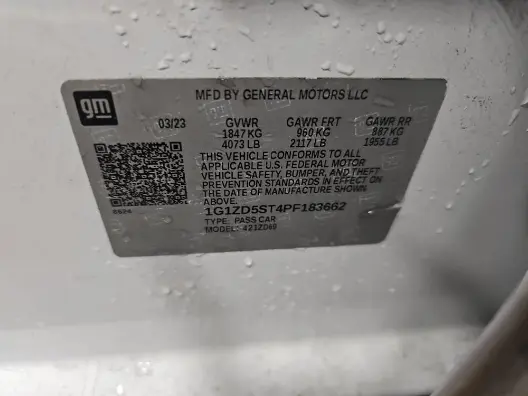 gm
MFD BY GENERAL MOTORS LLC
03/23 GVWR GAWR FRT GAWR RR
1847 KG 960 KG 887 KG
4073 LB 2117 LB 1955 LB
THIS VEHICLE CONFORMS TO ALL
APPLICABLE U.S. FEDERAL MOTOR
VEHICLE SAFETY, BUMPER, AND THEFT
PREVENTION STANDARDS IN EFFECT ON
THE DATE OF MANUFACTURE SHOWN
ABOVE.
1G1ZD5ST4PF183662
TYPE: PASS CAR
MODEL: